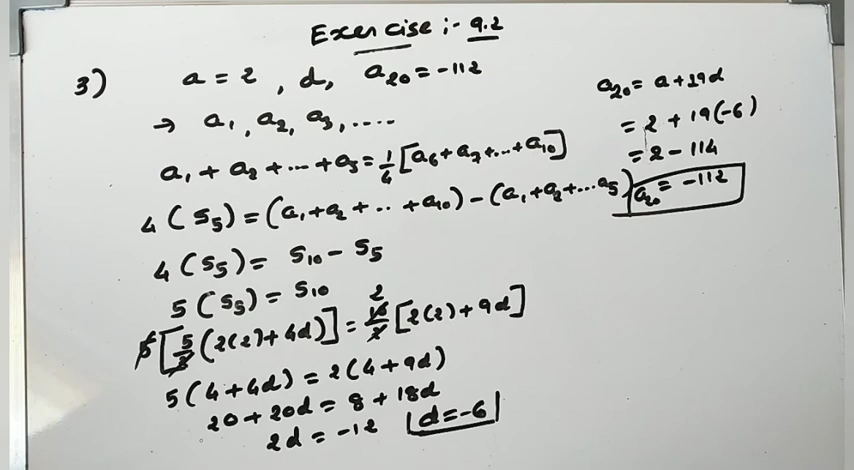 Exercise :- 9.2
3) a = 2 , d, a₂₀ = -112
→ a₁, a₂, a₃, ....
a₁ + a₂ + ... + a₅ = 1/4 [a₆ + a₇ + ... + a₁₀]
4 (S₅) = (a₁ + a₂ + .. + a₁₀) - (a₁ + a₂ + ... a₅)
4 (S₅) = S₁₀ - S₅
5 (S₅) = S₁₀
5 [5/2 (2(2) + 4d)] = 10/2 [2(2) + 9d]
2
5 (4 + 4d) = 2 (4 + 9d)
20 + 20d = 8 + 18d
2d = -12 d = -6
a₂₀ = a + 19d
= 2 + 19(-6)
= 2 - 114
a₂₀ = -112